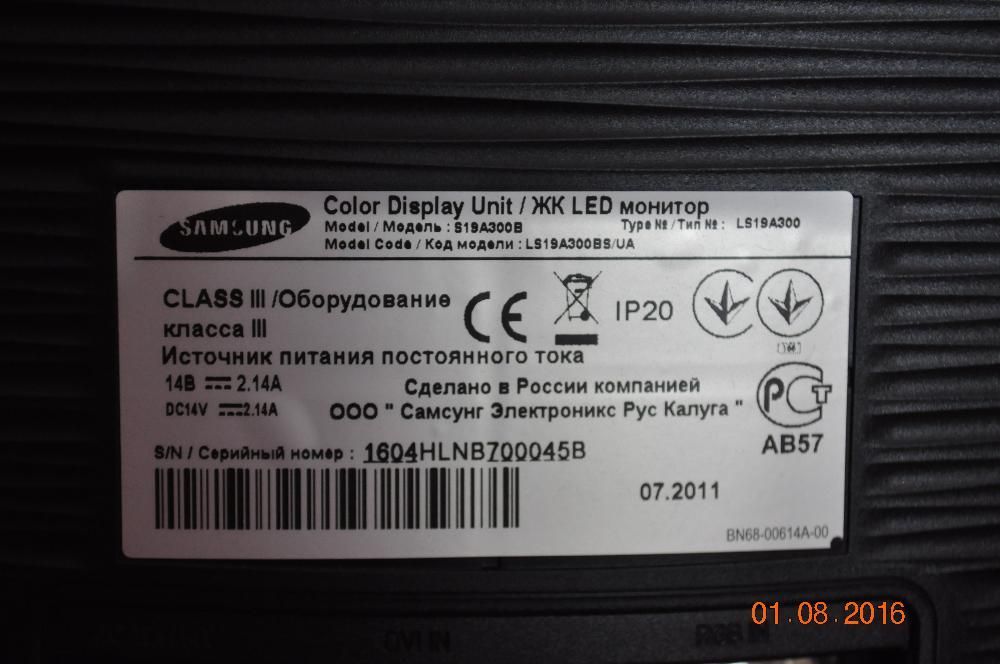 SAMSUNG
Color Display Unit / ЖК LED монитор
Model / Модель : S19A300B Type № / Тип № : LS19A300
Model Code / Код модели : LS19A300BS/UA
CLASS III /Оборудование
класса III
CE IP20
Источник питания постоянного тока
14В 2.14А
DC14V 2.14A
Сделано в России компанией
ООО " Самсунг Электроникс Рус Калуга "
РСТ
АВ57
S/N / Серийный номер : 1604HLNB700045B
07.2011
BN68-00614A-00
DVI IN
RGB IN
01.08.2016